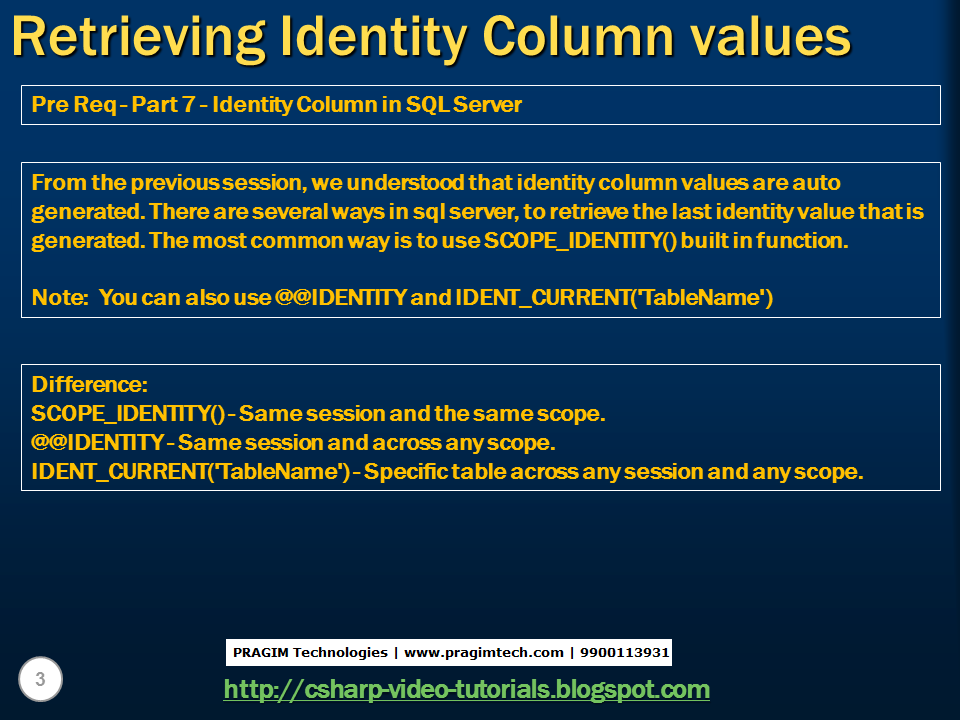 Retrieving Identity Column values
Pre Req - Part 7 - Identity Column in SQL Server
From the previous session, we understood that identity column values are auto
generated. There are several ways in sql server, to retrieve the last identity value that is
generated. The most common way is to use SCOPE_IDENTITY() built in function.
Note:  You can also use @@IDENTITY and IDENT_CURRENT('TableName')
Difference:
SCOPE_IDENTITY() - Same session and the same scope.
@@IDENTITY - Same session and across any scope.
IDENT_CURRENT('TableName') - Specific table across any session and any scope.
PRAGIM Technologies | www.pragimtech.com | 9900113931
3
http://csharp-video-tutorials.blogspot.com